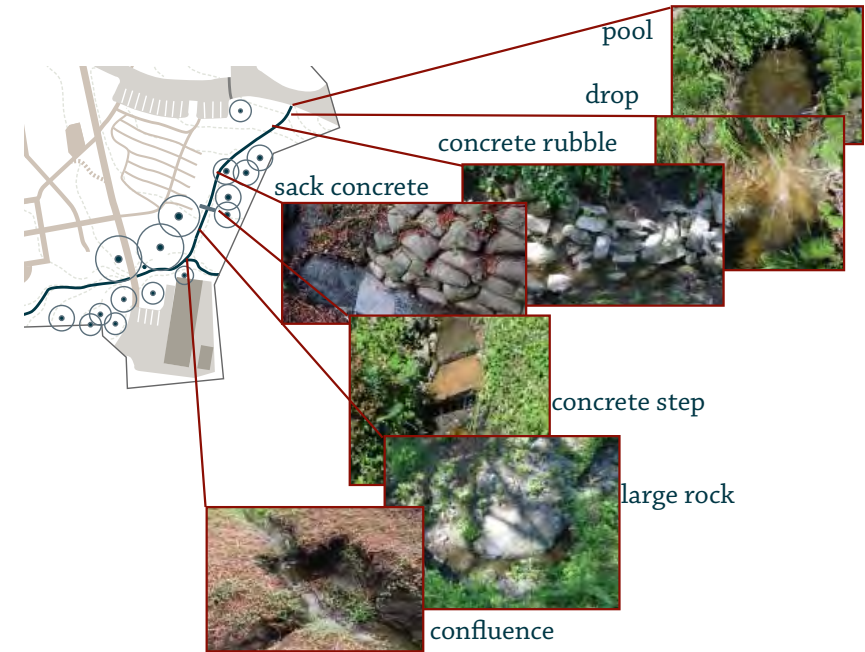 pool
drop
concrete rubble
sack concrete
concrete step
large rock
confluence